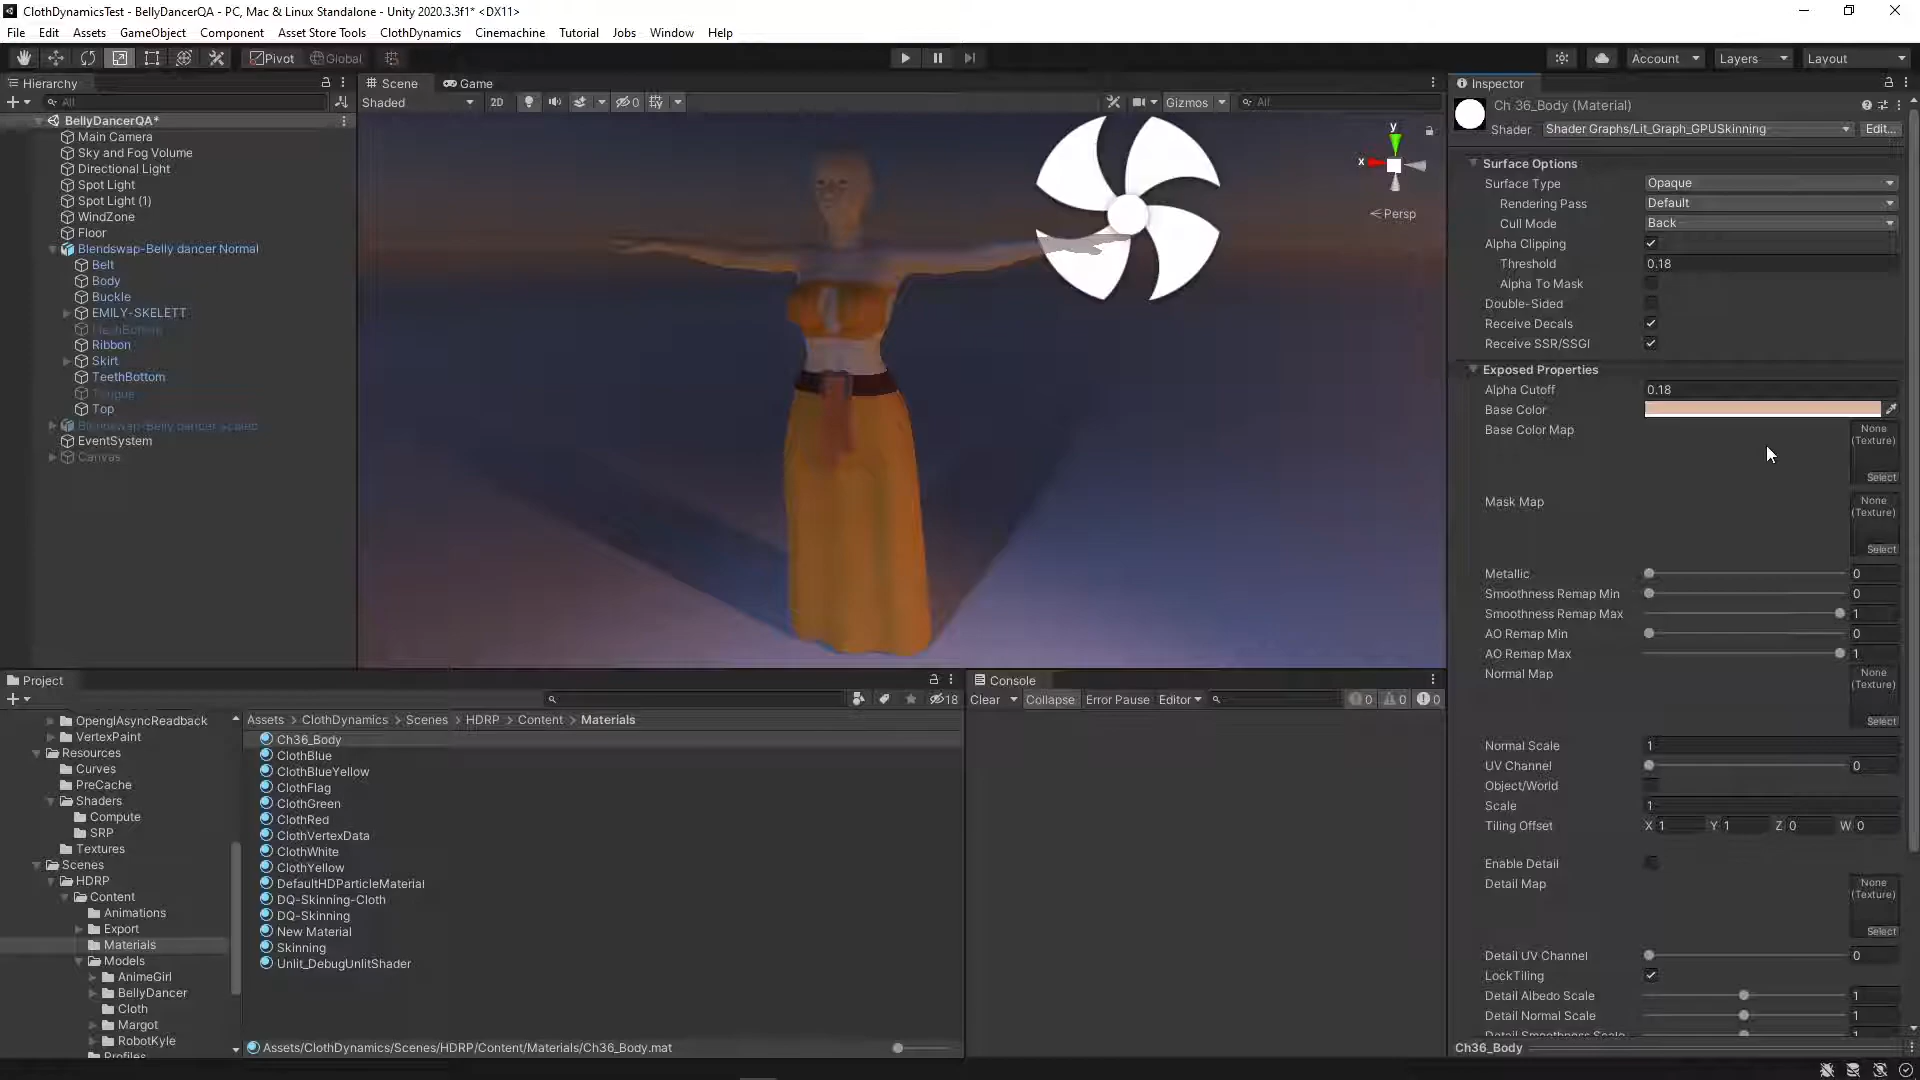 ClothDynamicsTest - BellyDancerQA - PC, Mac & Linux Standalone - Unity 2020.3.3f1* <DX11>
File Edit Assets GameObject Component Asset Store Tools ClothDynamics Cinemachine Tutorial Jobs Window Help
Pivot Global Account Layers Layout
Hierarchy
All
BellyDancerQA*
Main Camera
Sky and Fog Volume
Directional Light
Spot Light
Spot Light (1)
WindZone
Floor
Blendswap-Belly dancer Normal
Belt
Body
Buckle
EMILY-SKELETT
Ribbon
Skirt
TeethBottom
Tongue
Top
Blendswap-Belly dancer Scaled
EventSystem
Canvas
Scene Game
Shaded 2D 0 Gizmos All
y
x
Persp
Inspector
Ch 36_Body (Material)
Shader Shader Graphs/Lit_Graph_GPUSkinning Edit...
Surface Options
Surface Type Opaque
Rendering Pass Default
Cull Mode Back
Alpha Clipping
Threshold 0.18
Alpha To Mask
Double-Sided
Receive Decals
Receive SSR/SSGI
Exposed Properties
Alpha Cutoff 0.18
Base Color
Base Color Map None (Texture) Select
Mask Map None (Texture) Select
Metallic 0
Smoothness Remap Min 0
Smoothness Remap Max 1
AO Remap Min 0
AO Remap Max 1
Normal Map None (Texture) Select
Normal Scale 1
UV Channel 0
Object/World
Scale 1
Tiling Offset X 1 Y 1 Z 0 W 0
Enable Detail
Detail Map None (Texture) Select
Detail UV Channel 0
LockTiling
Detail Albedo Scale 1
Detail Normal Scale 1
Detail Smoothness Scale 1
Ch36_Body
Project
18
OpenglAsyncReadback
VertexPaint
Resources
Curves
PreCache
Shaders
Compute
SRP
Textures
Scenes
HDRP
Content
Animations
Export
Materials
Models
AnimeGirl
BellyDancer
Cloth
Margot
RobotKyle
Profiles
Assets > ClothDynamics > Scenes > HDRP > Content > Materials
Ch36_Body
ClothBlue
ClothBlueYellow
ClothFlag
ClothGreen
ClothRed
ClothVertexData
ClothWhite
ClothYellow
DefaultHDParticleMaterial
DQ-Skinning-Cloth
DQ-Skinning
New Material
Skinning
Unlit_DebugUnlitShader
Assets/ClothDynamics/Scenes/HDRP/Content/Materials/Ch36_Body.mat
Console
Clear Collapse Error Pause Editor 0 0 0